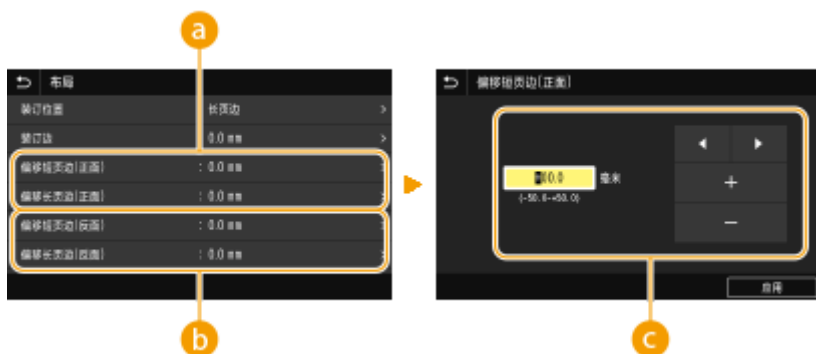 a
布局
装订位置 长页边
装订边 0.0 mm
偏移短页边(正面) : 0.0 mm
偏移长页边(正面) : 0.0 mm
偏移短页边(反面) : 0.0 mm
偏移长页边(反面) : 0.0 mm
b
偏移短页边(正面)
00.0 毫米
(-50.0~+50.0)
+
-
应用
c